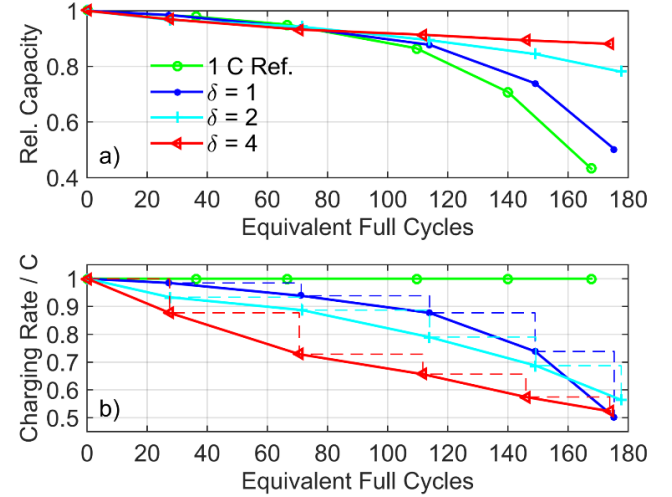 1
0.8
0.6
0.4
Rel. Capacity
1 C Ref.
δ = 1
δ = 2
δ = 4
a)
0 20 40 60 80 100 120 140 160 180
Equivalent Full Cycles
1
0.9
0.8
0.7
0.6
0.5
Charging Rate / C
b)
0 20 40 60 80 100 120 140 160 180
Equivalent Full Cycles